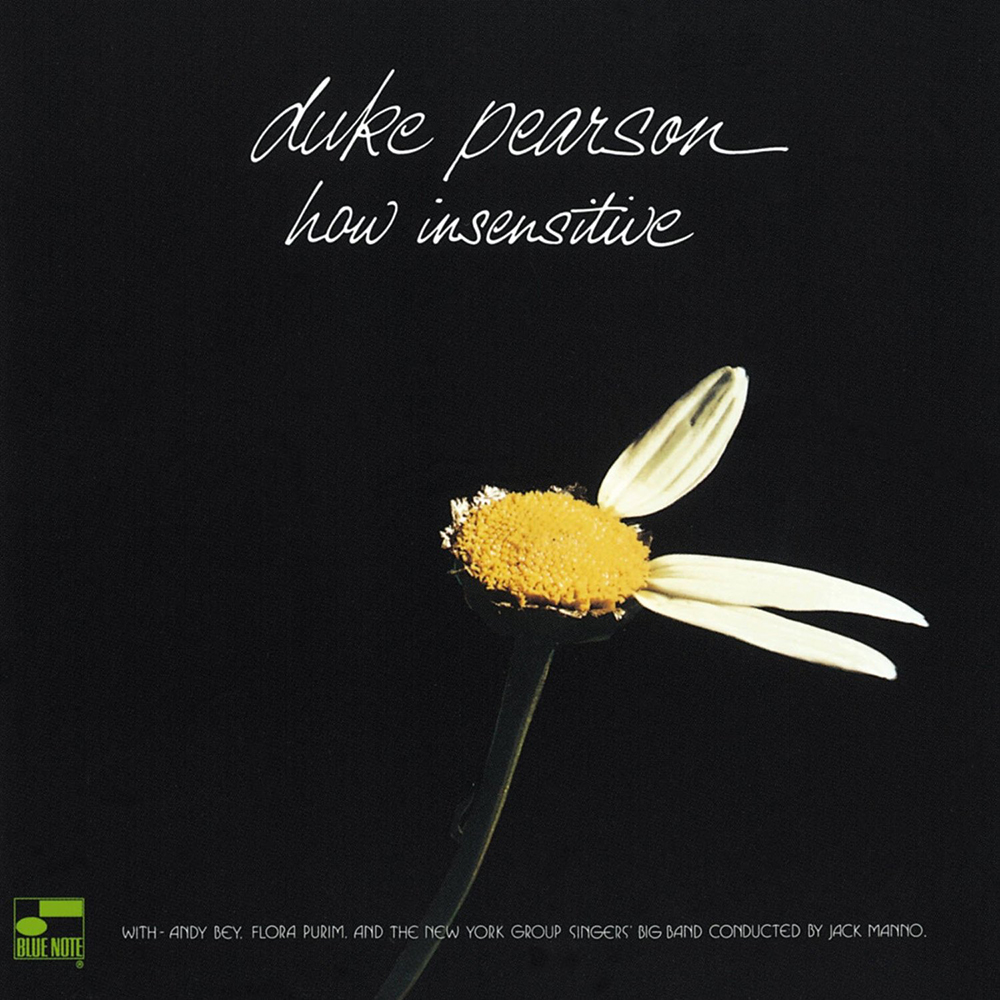 duke pearson
how insensitive
BLUE NOTE
®
WITH- ANDY BEY. FLORA PURIM. AND THE NEW YORK GROUP SINGERS' BIG BAND CONDUCTED BY JACK MANNO.